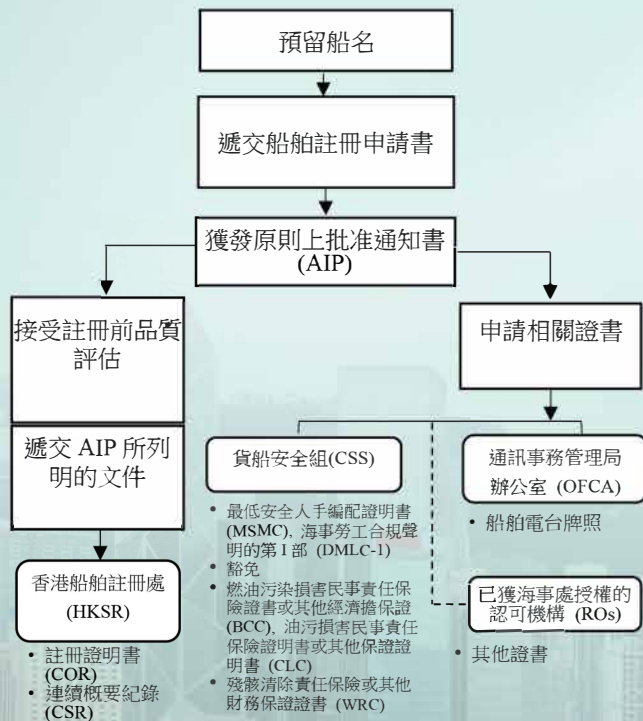 預留船名
遞交船舶註冊申請書
獲發原則上批准通知書
(AIP)
接受註冊前品質
評估
遞交 AIP 所列
明的文件
香港船舶註冊處
(HKSR)
• 註冊證明書
(COR)
• 連續概要紀錄
(CSR)
申請相關證書
貨船安全組(CSS)
• 最低安全人手編配證明書
(MSMC), 海事勞工合規聲
明的第 I 部 (DMLC-1)
• 豁免
• 燃油污染損害民事責任保
險證書或其他經濟擔保證
(BCC), 油污損害民事責任
保險證明書或其他保證證
明書 (CLC)
• 殘骸清除責任保險或其他
財務保證證書 (WRC)
通訊事務管理局
辦公室 (OFCA)
• 船舶電台牌照
已獲海事處授權的
認可機構 (ROs)
• 其他證書